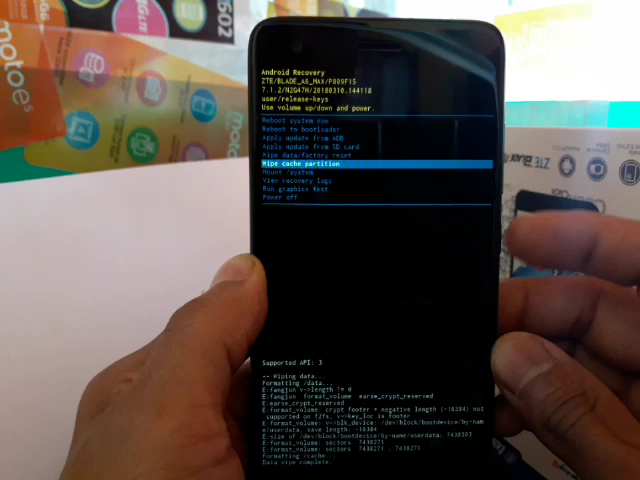 602
4GLTE
motoe5
moto
Android Recovery
ZTE/BLADE_A6_MAX/P809F15
7.1.2/N2G47H/20180310.144118
user/release-keys
Use volume up/down and power.
Reboot system now
Reboot to bootloader
Apply update from ADB
Apply update from SD card
Wipe data/factory reset
Wipe cache partition
Mount /system
View recovery logs
Run graphics test
Power off
ZTE Blade
Supported API: 3
-- Wiping data...
Formatting /data...
E:fangjun v->length != 0
E:fangjun format_volume earse_crypt_reserved
E:earse_crypt_reserved
E:format_volume: crypt footer + negative length (-16384) not
supported on f2fs, v->key_loc is footer
E:format_volume: v->blk_device: /dev/block/bootdevice/by-nam
e/userdata, save length: -16384
E:size of /dev/block/bootdevice/by-name/userdata: 7438303
E:format_volume: sectors 7438271
E:format_volume: sectors 7438271 : 7438271
Formatting /cache...
Data wipe complete.